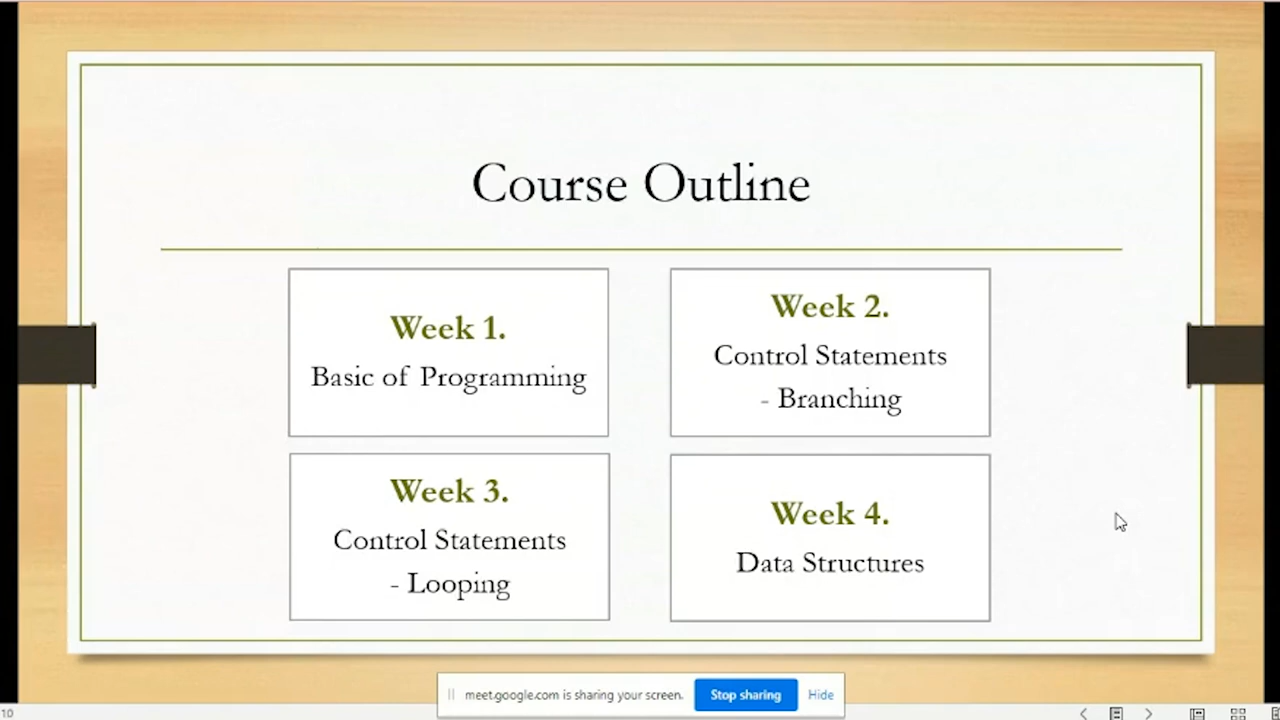 Course Outline
Week 1.
Basic of Programming
Week 2.
Control Statements
- Branching
Week 3.
Control Statements
- Looping
Week 4.
Data Structures
meet.google.com is sharing your screen.
Stop sharing
Hide
10